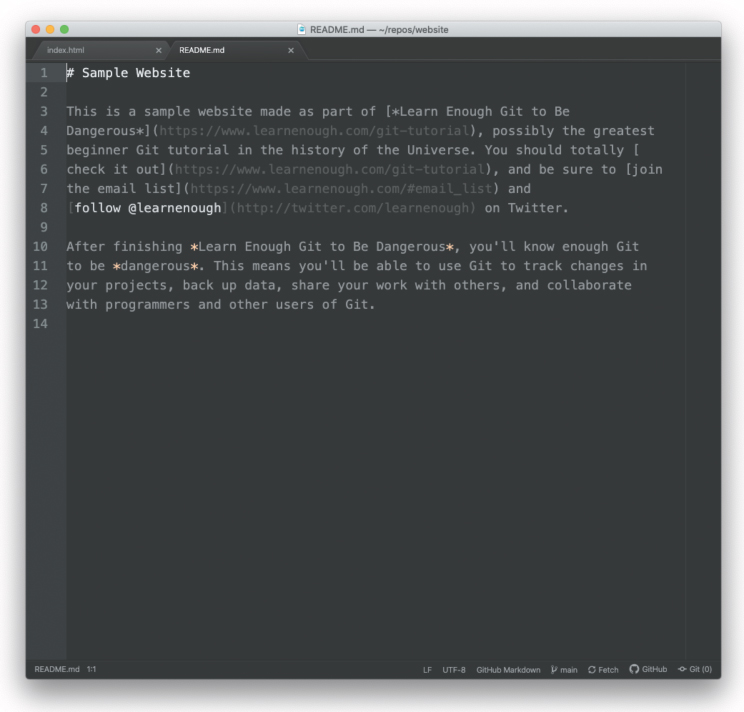 README.md — ~/repos/website
index.html × README.md ×
1 # Sample Website
2
3 This is a sample website made as part of [*Learn Enough Git to Be
4 Dangerous*](https://www.learnenough.com/git-tutorial), possibly the greatest
5 beginner Git tutorial in the history of the Universe. You should totally [
6 check it out](https://www.learnenough.com/git-tutorial), and be sure to [join
7 the email list](https://www.learnenough.com/#email_list) and
8 [follow @learnenough](http://twitter.com/learnenough) on Twitter.
9
10 After finishing *Learn Enough Git to Be Dangerous*, you'll know enough Git
11 to be *dangerous*. This means you'll be able to use Git to track changes in
12 your projects, back up data, share your work with others, and collaborate
13 with programmers and other users of Git.
14
README.md 1:1 LF UTF-8 GitHub Markdown main Fetch GitHub Git (0)